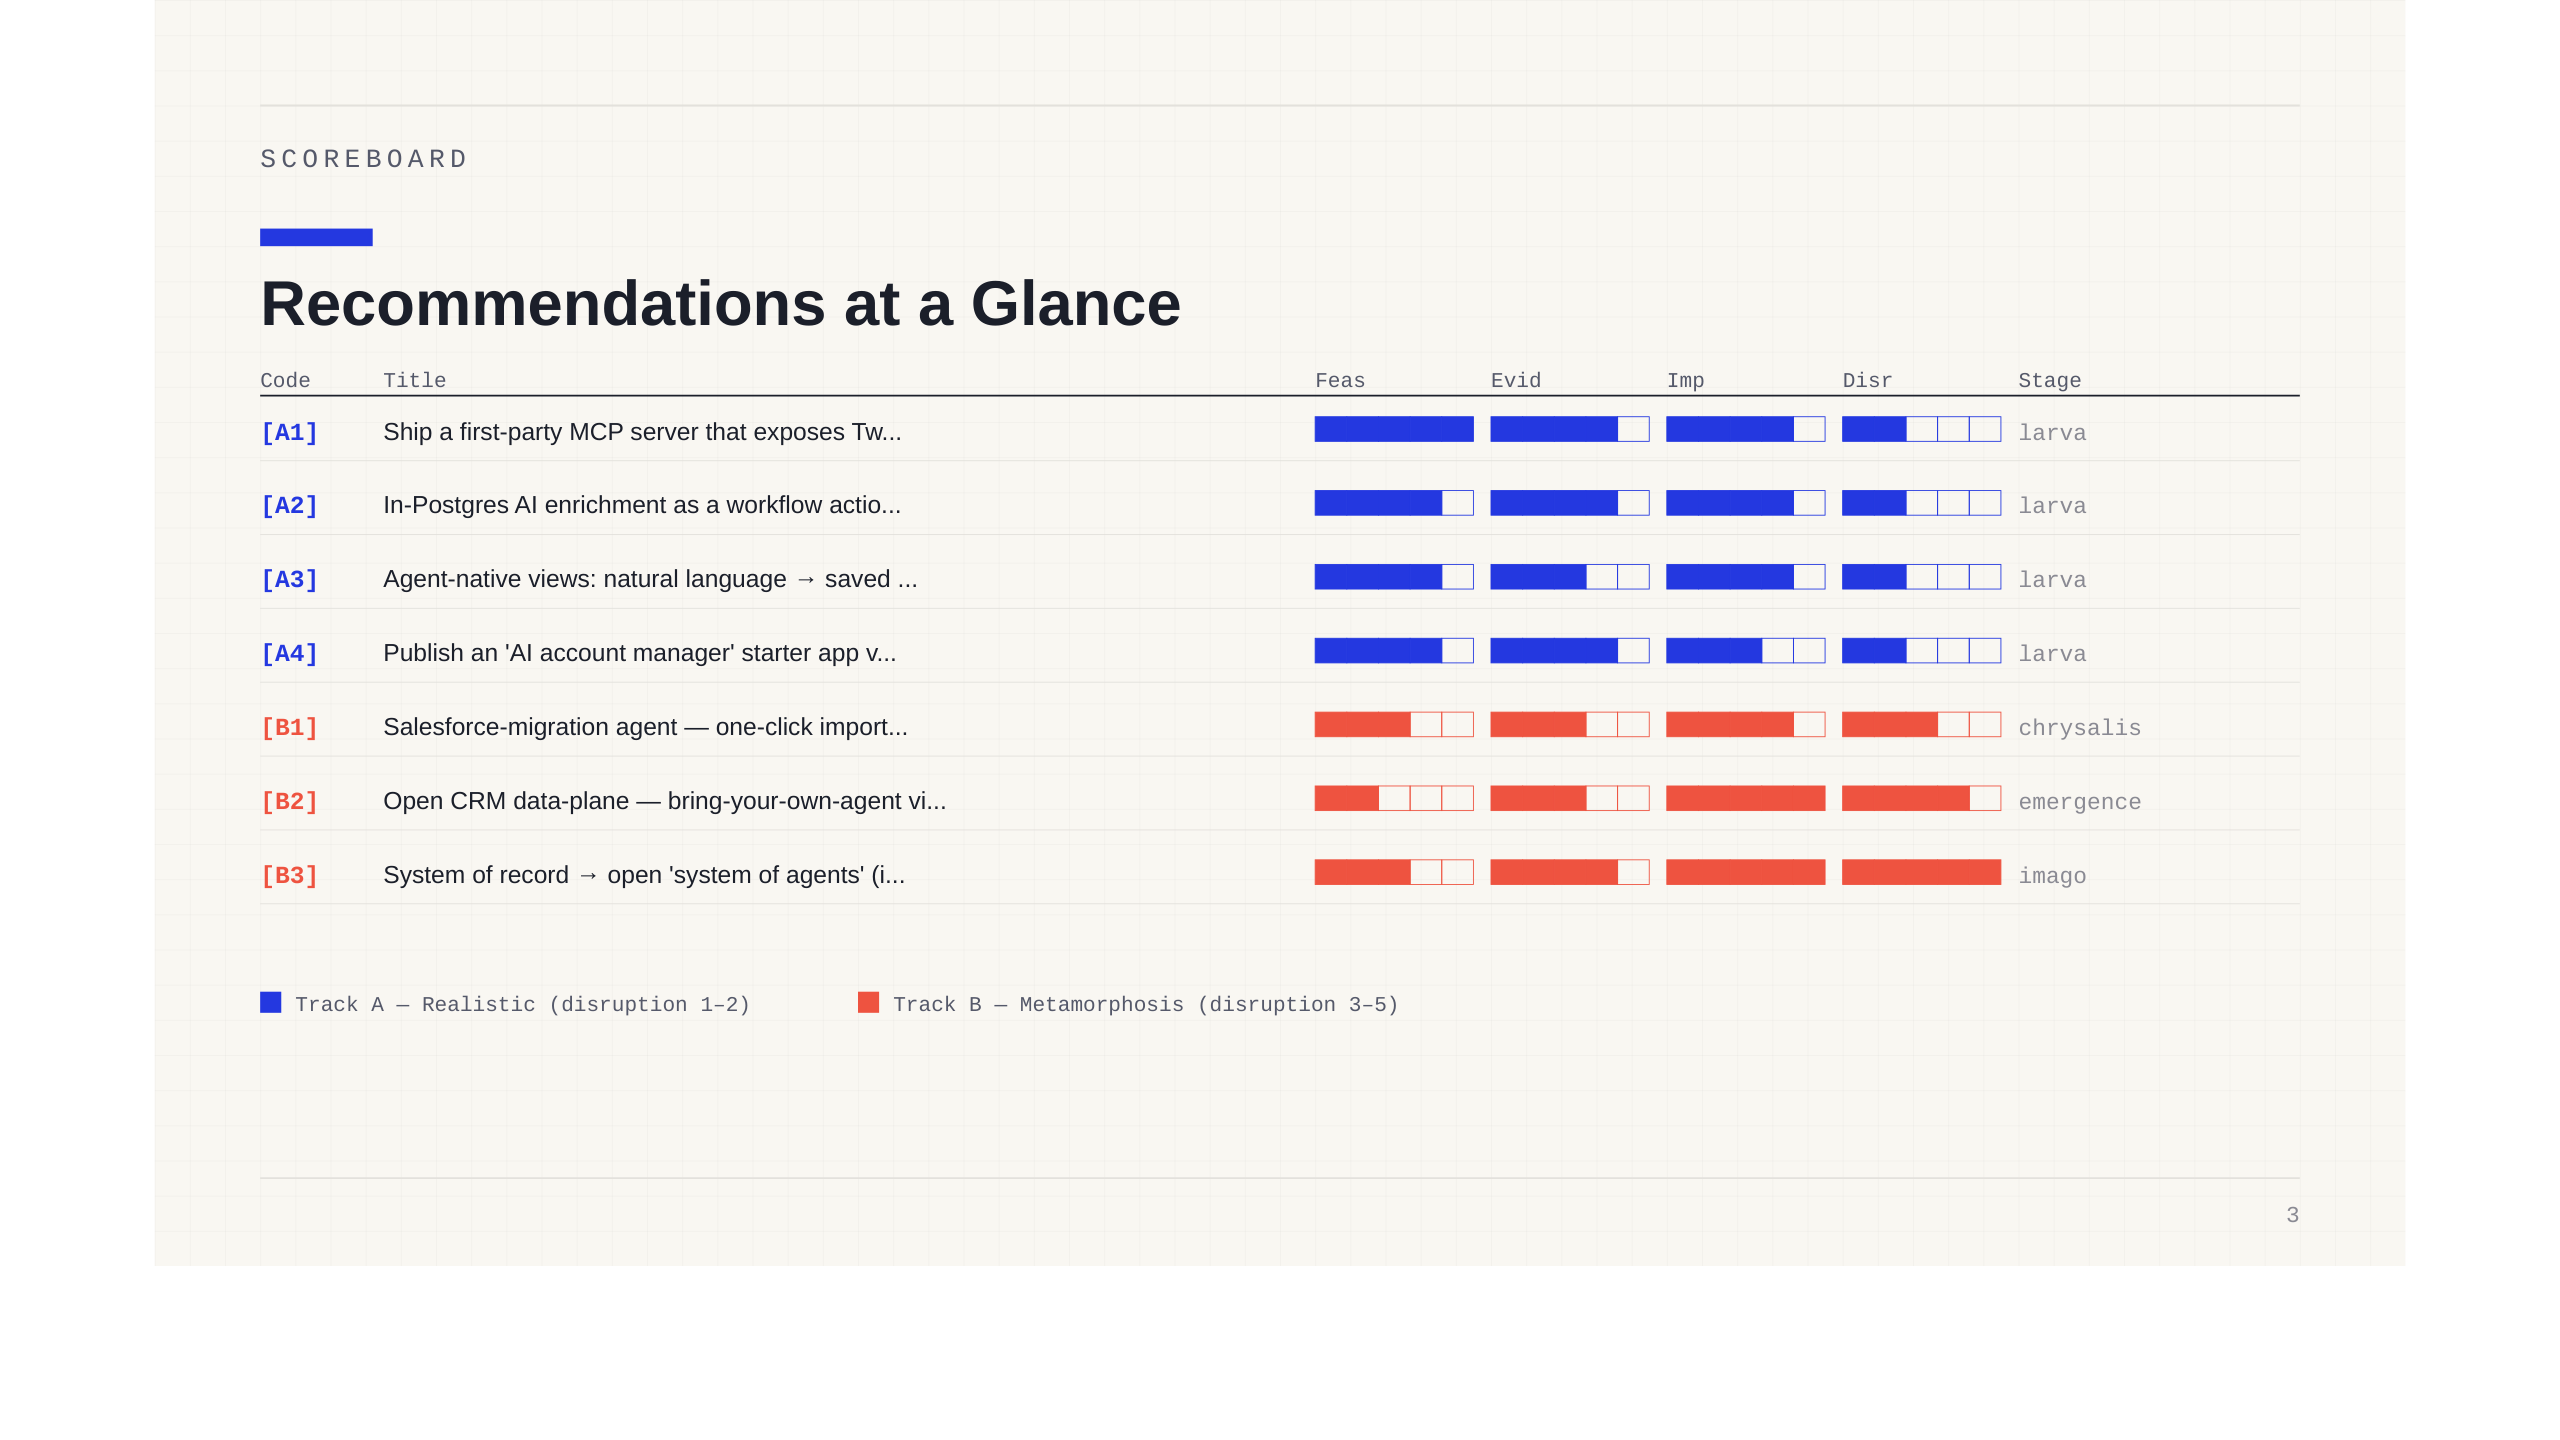 SCOREBOARD
Recommendations at a Glance
Code Title Feas Evid Imp Disr Stage
[A1] Ship a first-party MCP server that exposes Tw... larva
[A2] In-Postgres AI enrichment as a workflow actio... larva
[A3] Agent-native views: natural language → saved ... larva
[A4] Publish an 'AI account manager' starter app v... larva
[B1] Salesforce-migration agent — one-click import... chrysalis
[B2] Open CRM data-plane — bring-your-own-agent vi... emergence
[B3] System of record → open 'system of agents' (i... imago
Track A — Realistic (disruption 1–2) Track B — Metamorphosis (disruption 3–5)
3